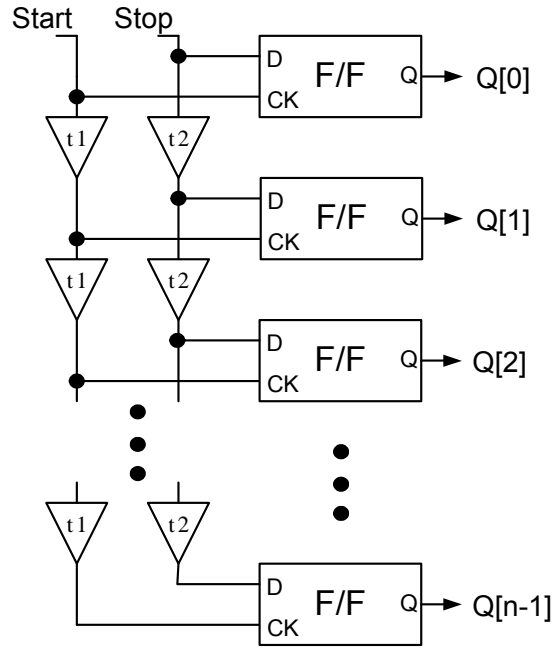 Start Stop
D F/F Q Q[0]
CK
t1 t2
D F/F Q Q[1]
CK
t1 t2
D F/F Q Q[2]
CK
t1 t2
D F/F Q Q[n-1]
CK